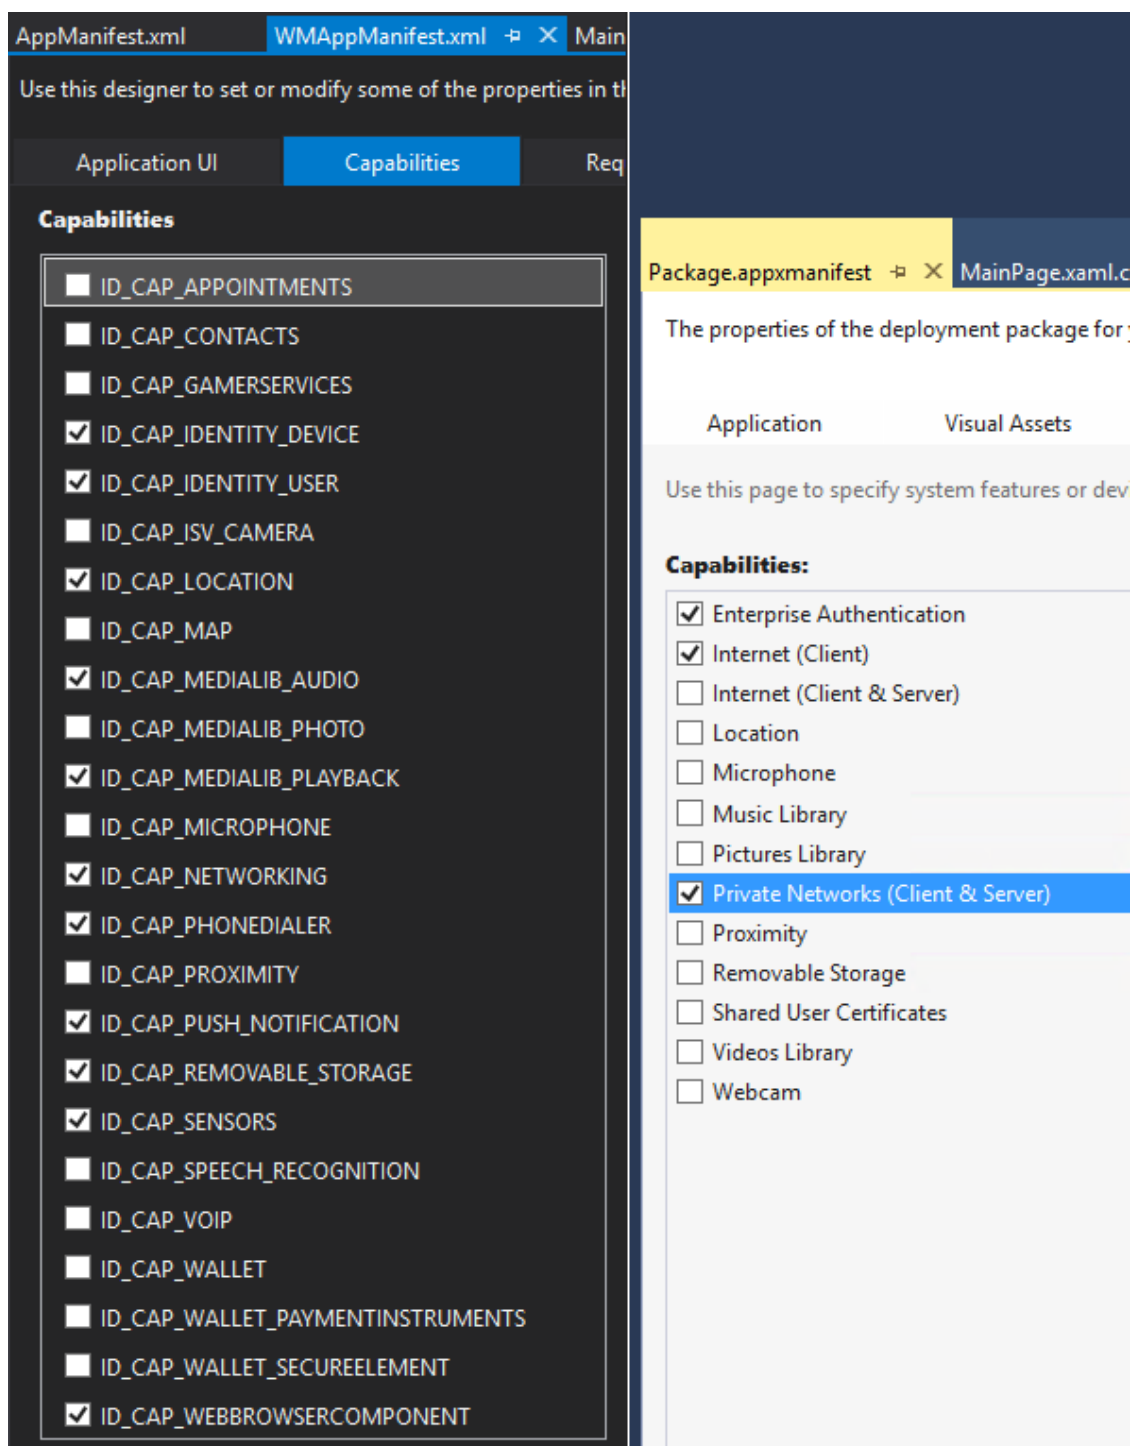 AppManifest.xml WMAppManifest.xml Main
Use this designer to set or modify some of the properties in th
Application UI Capabilities Req
Capabilities
ID_CAP_APPOINTMENTS
ID_CAP_CONTACTS
ID_CAP_GAMERSERVICES
ID_CAP_IDENTITY_DEVICE
ID_CAP_IDENTITY_USER
ID_CAP_ISV_CAMERA
ID_CAP_LOCATION
ID_CAP_MAP
ID_CAP_MEDIALIB_AUDIO
ID_CAP_MEDIALIB_PHOTO
ID_CAP_MEDIALIB_PLAYBACK
ID_CAP_MICROPHONE
ID_CAP_NETWORKING
ID_CAP_PHONEDIALER
ID_CAP_PROXIMITY
ID_CAP_PUSH_NOTIFICATION
ID_CAP_REMOVABLE_STORAGE
ID_CAP_SENSORS
ID_CAP_SPEECH_RECOGNITION
ID_CAP_VOIP
ID_CAP_WALLET
ID_CAP_WALLET_PAYMENTINSTRUMENTS
ID_CAP_WALLET_SECUREELEMENT
ID_CAP_WEBBROWSERCOMPONENT
Package.appxmanifest MainPage.xaml.c
The properties of the deployment package for
Application Visual Assets
Use this page to specify system features or devi
Capabilities:
Enterprise Authentication
Internet (Client)
Internet (Client & Server)
Location
Microphone
Music Library
Pictures Library
Private Networks (Client & Server)
Proximity
Removable Storage
Shared User Certificates
Videos Library
Webcam